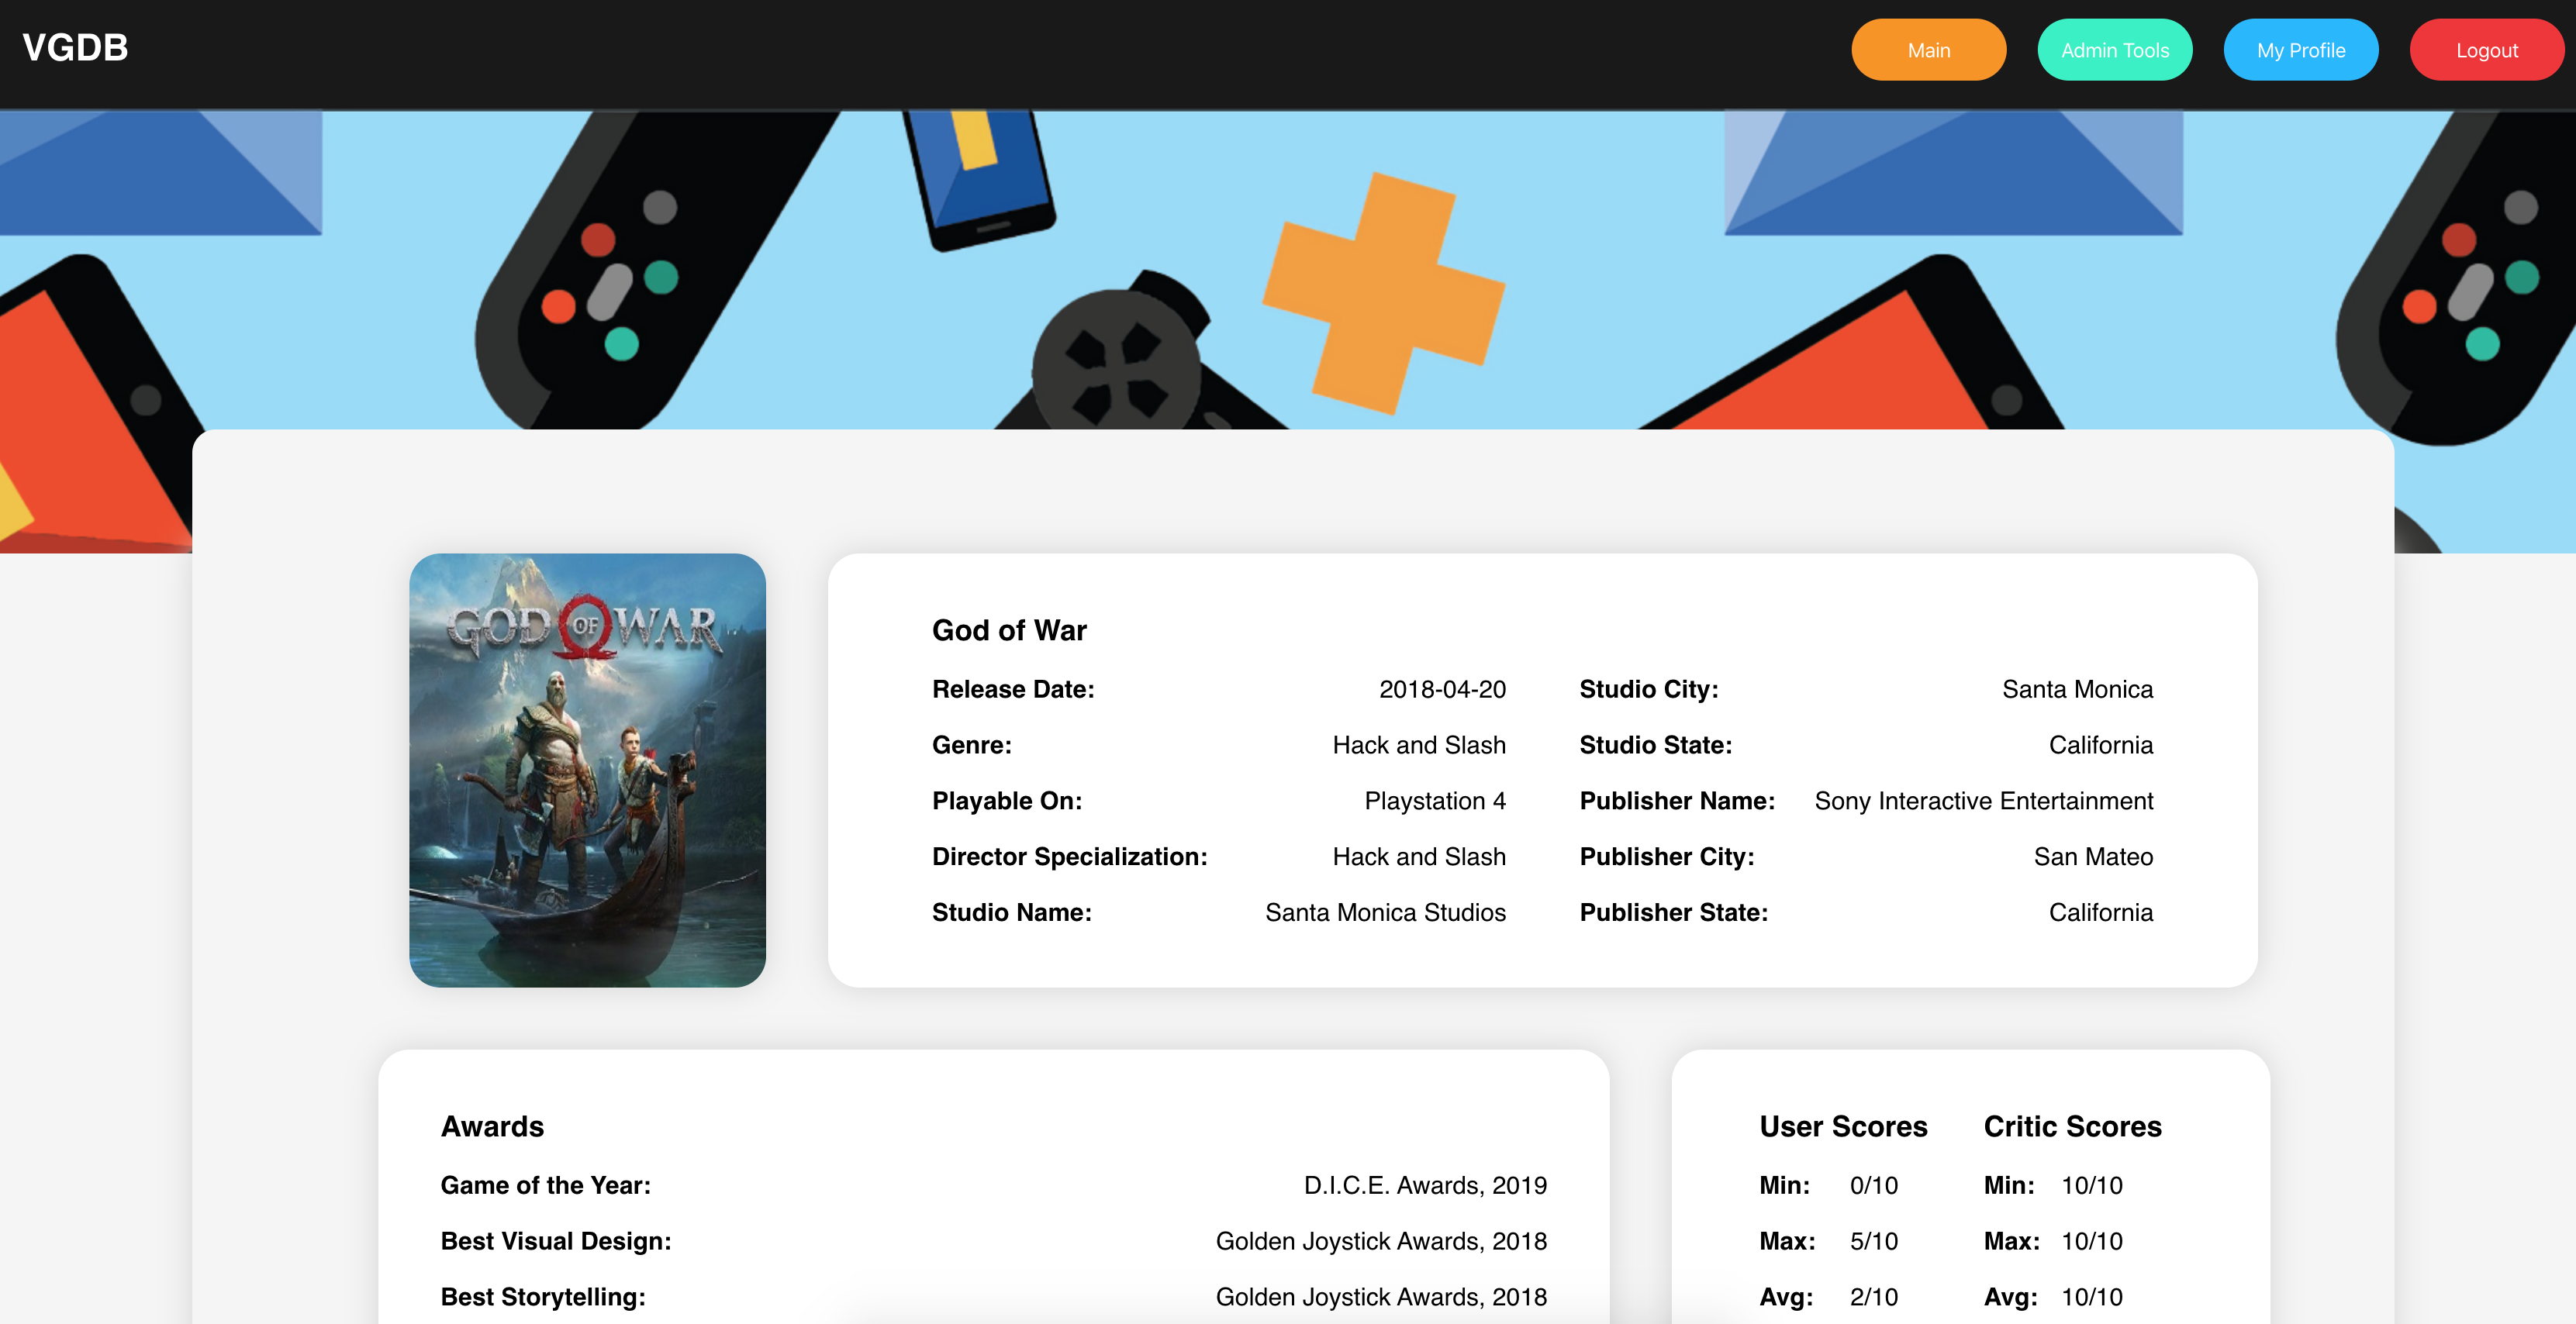 VGDB
Main
Admin Tools
My Profile
Logout
GOD OF WAR
God of War
Release Date: 2018-04-20
Genre: Hack and Slash
Playable On: Playstation 4
Director Specialization: Hack and Slash
Studio Name: Santa Monica Studios
Studio City: Santa Monica
Studio State: California
Publisher Name: Sony Interactive Entertainment
Publisher City: San Mateo
Publisher State: California
Awards
Game of the Year: D.I.C.E. Awards, 2019
Best Visual Design: Golden Joystick Awards, 2018
Best Storytelling: Golden Joystick Awards, 2018
User Scores
Min: 0/10
Max: 5/10
Avg: 2/10
Critic Scores
Min: 10/10
Max: 10/10
Avg: 10/10